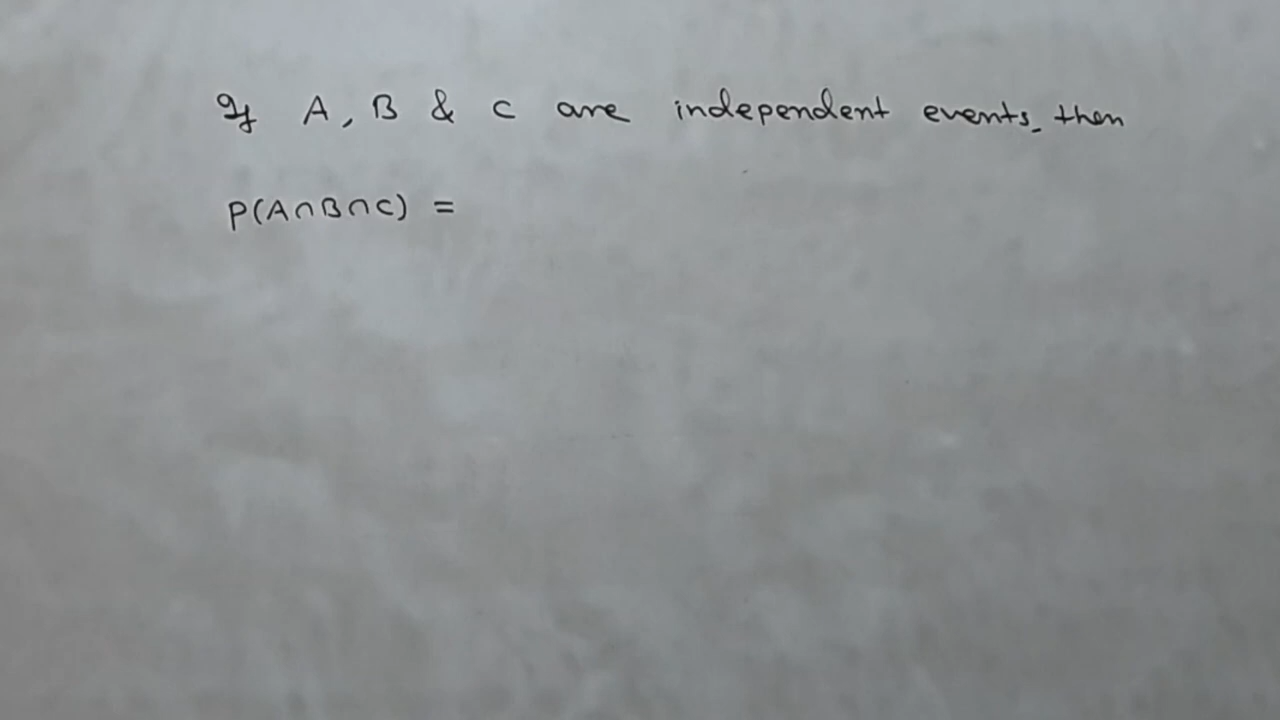 If A, B & C are independent events, then
P(A∩B∩C) =